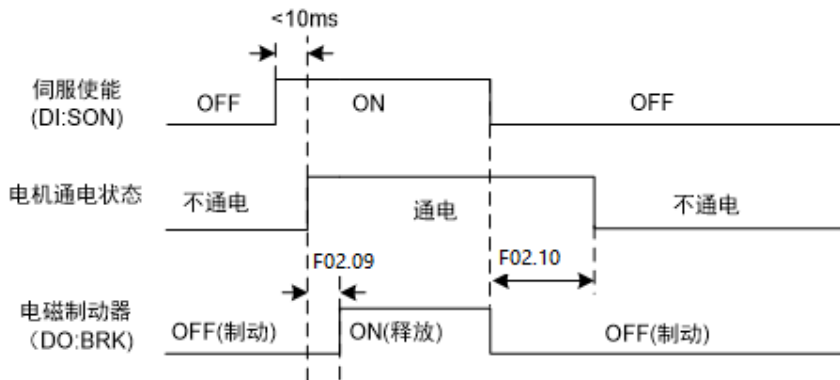 <10ms
伺服使能
(DI:SON)
OFF
ON
OFF
电机通电状态
不通电
通电
不通电
F02.09
F02.10
电磁制动器
（DO:BRK)
OFF(制动)
ON(释放)
OFF(制动)